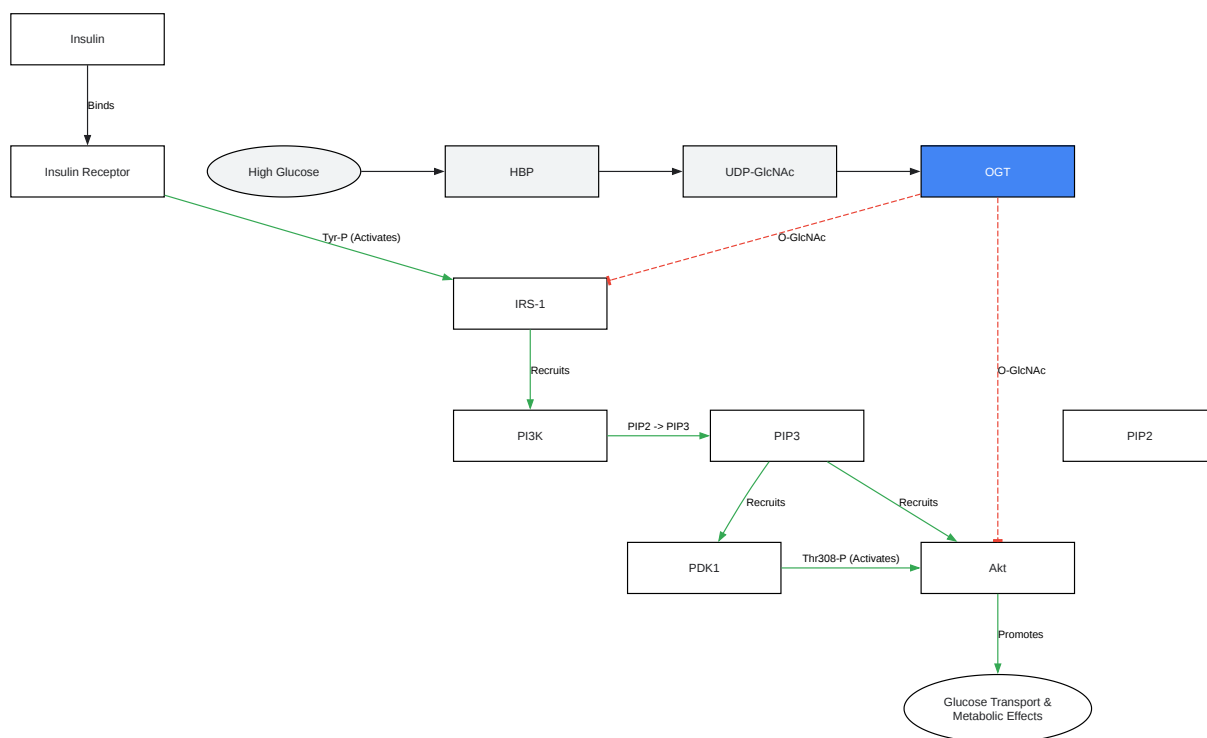 Insulin
Binds
Insulin Receptor
High Glucose
HBP
UDP-GlcNAc
OGT
Tyr-P (Activates)
O-GlcNAc
IRS-1
Recruits
O-GlcNAc
PI3K
PIP2 -> PIP3
PIP3
PIP2
Recruits
Recruits
PDK1
Thr308-P (Activates)
Akt
Promotes
Glucose Transport &
Metabolic Effects